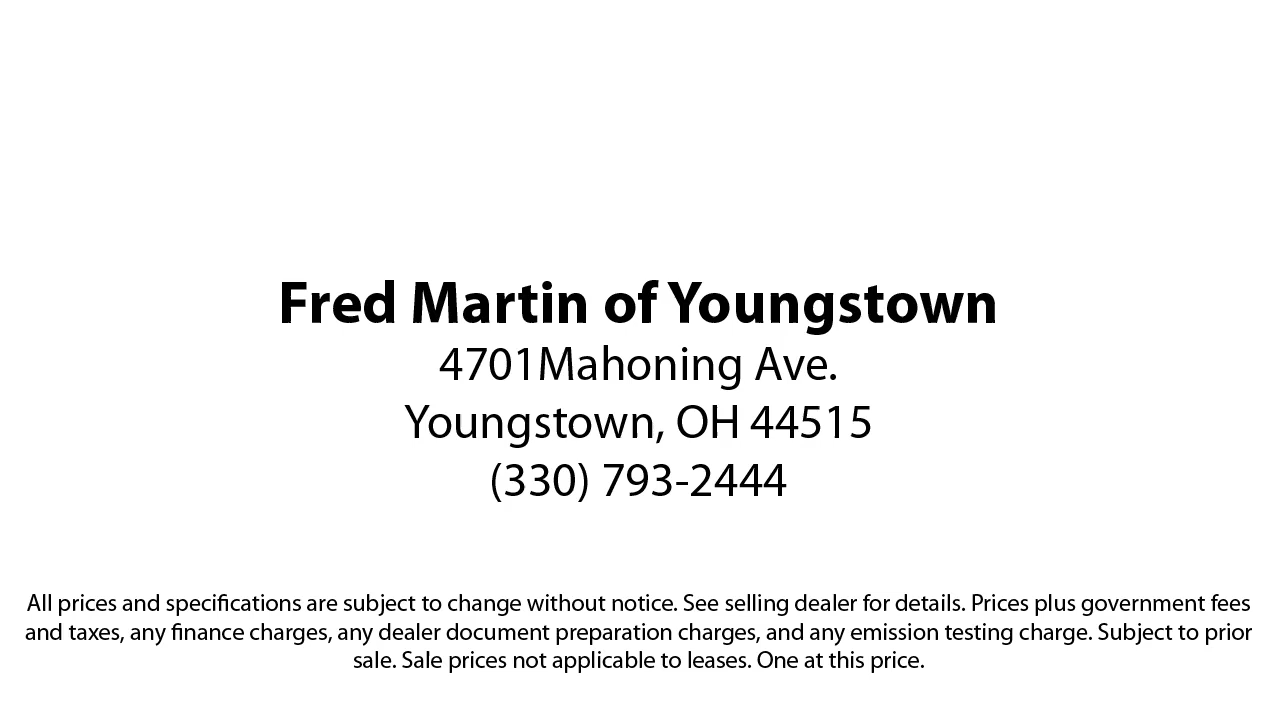 Fred Martin of Youngstown
4701Mahoning Ave.
Youngstown, OH 44515
(330) 793-2444
All prices and specifications are subject to change without notice. See selling dealer for details. Prices plus government fees
and taxes, any finance charges, any dealer document preparation charges, and any emission testing charge. Subject to prior
sale. Sale prices not applicable to leases. One at this price.